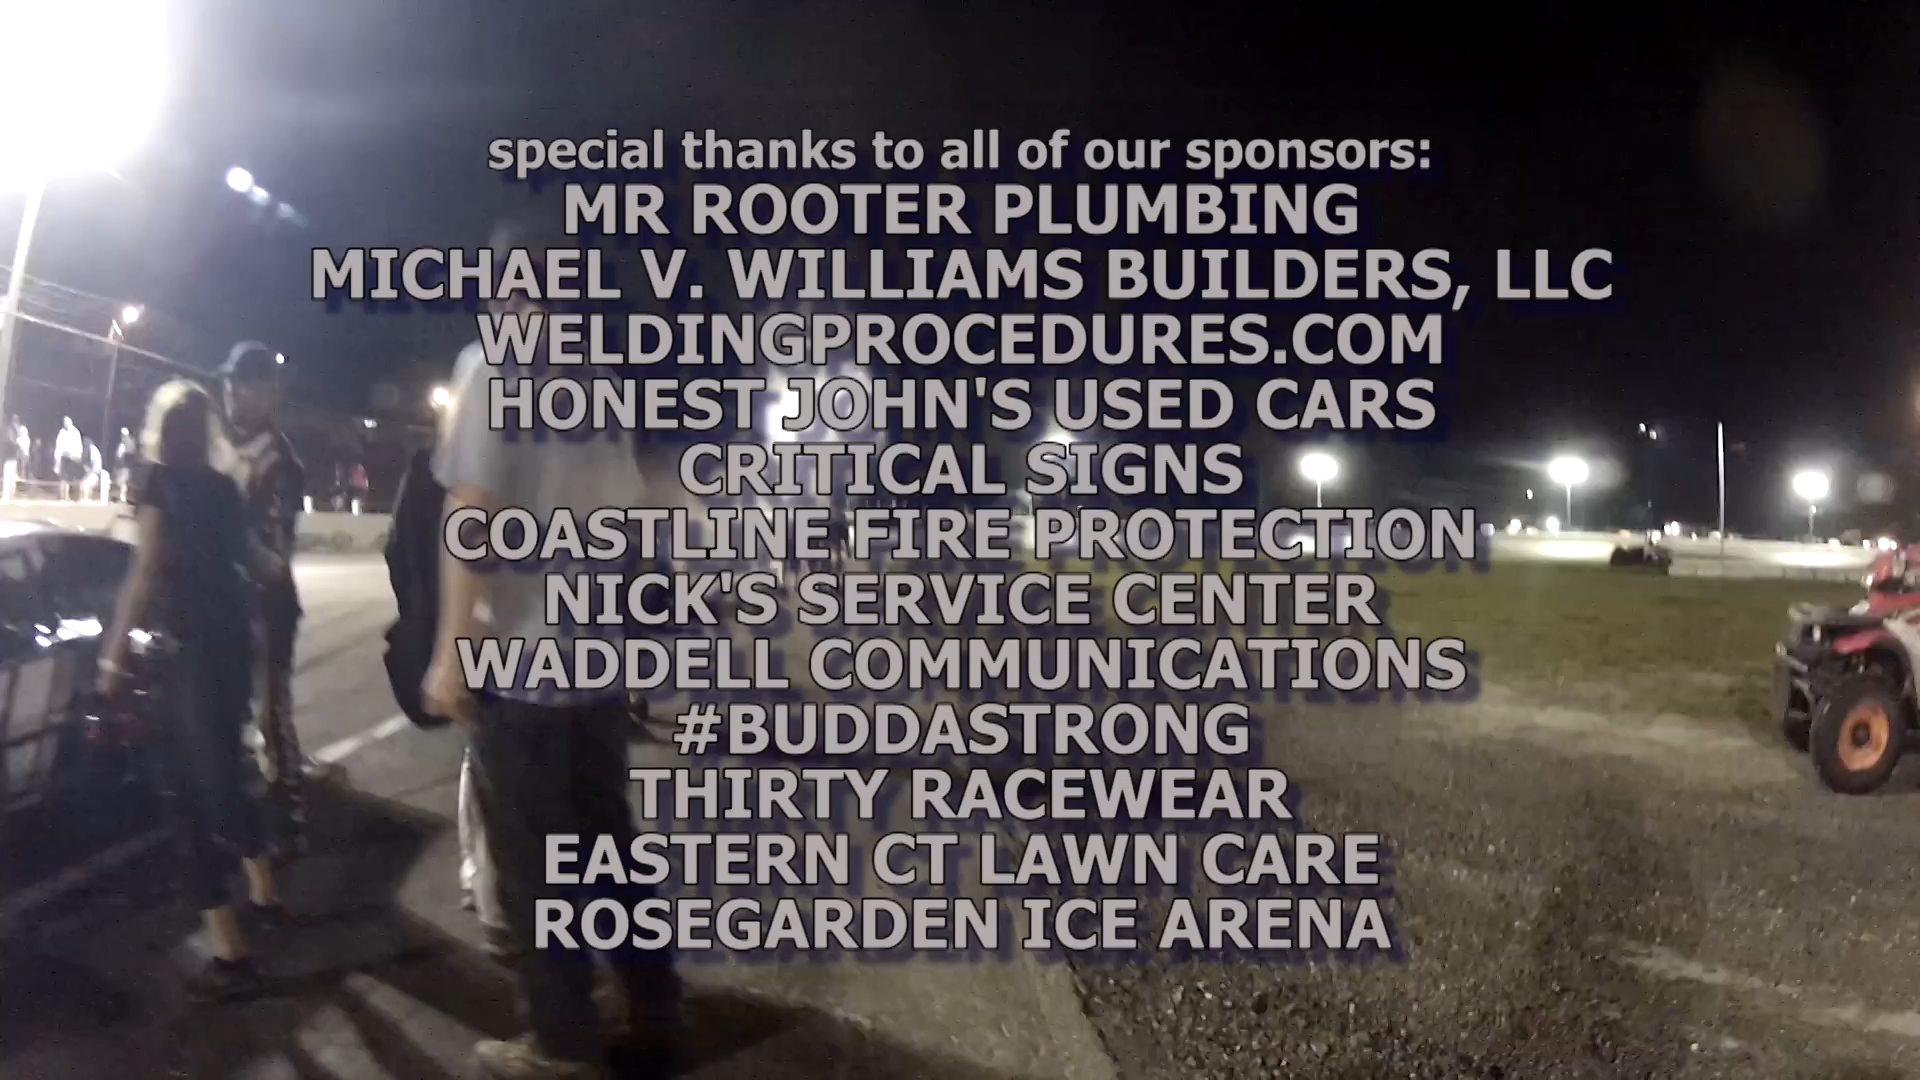 special thanks to all of our sponsors:
MR ROOTER PLUMBING
MICHAEL V. WILLIAMS BUILDERS, LLC
WELDINGPROCEDURES.COM
HONEST JOHN'S USED CARS
CRITICAL SIGNS
COASTLINE FIRE PROTECTION
NICK'S SERVICE CENTER
WADDELL COMMUNICATIONS
#BUDDASTRONG
THIRTY RACEWEAR
EASTERN CT LAWN CARE
ROSEGARDEN ICE ARENA